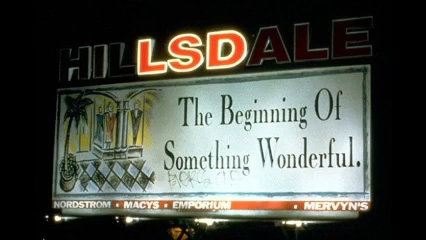 HILLSDALE
The Beginning Of
Something Wonderful.
NORDSTROM • MACYS • EMPORIUM • MERVYN'S